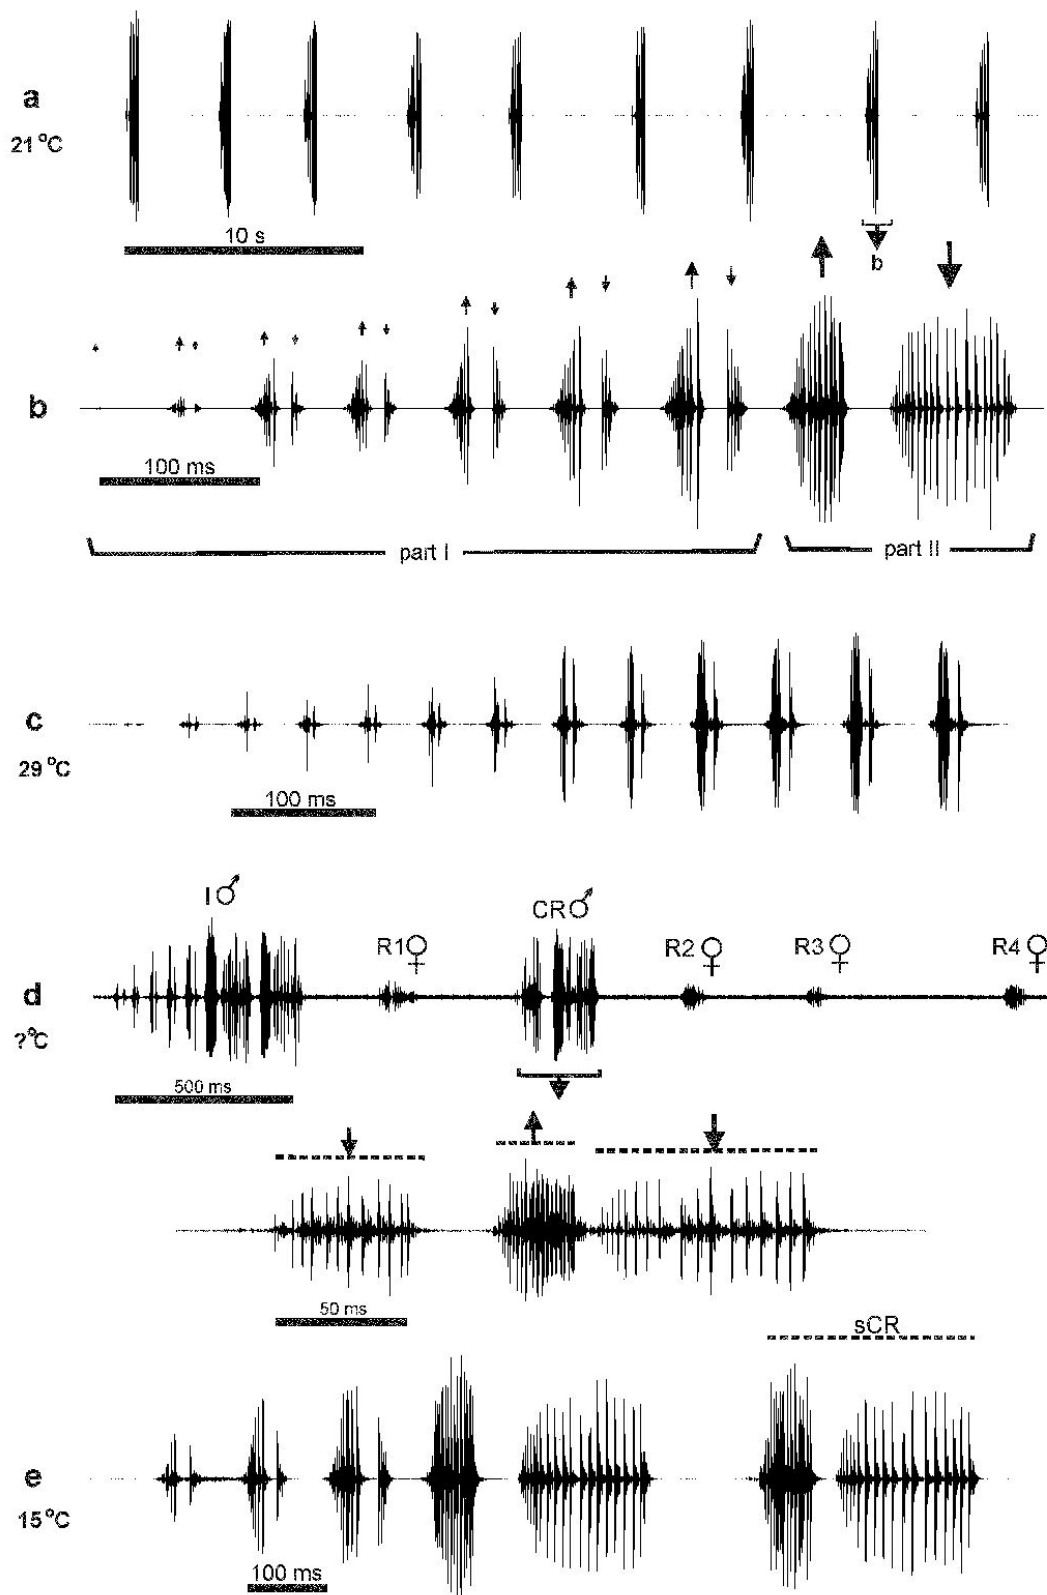 a
21 °C
10 s
b
b
100 ms
part I
part II
c
29 °C
100 ms
I♂
CR♂
R1♀
R2♀
R3♀
R4♀
d
?°C
500 ms
50 ms
sCR
e
15 °C
100 ms